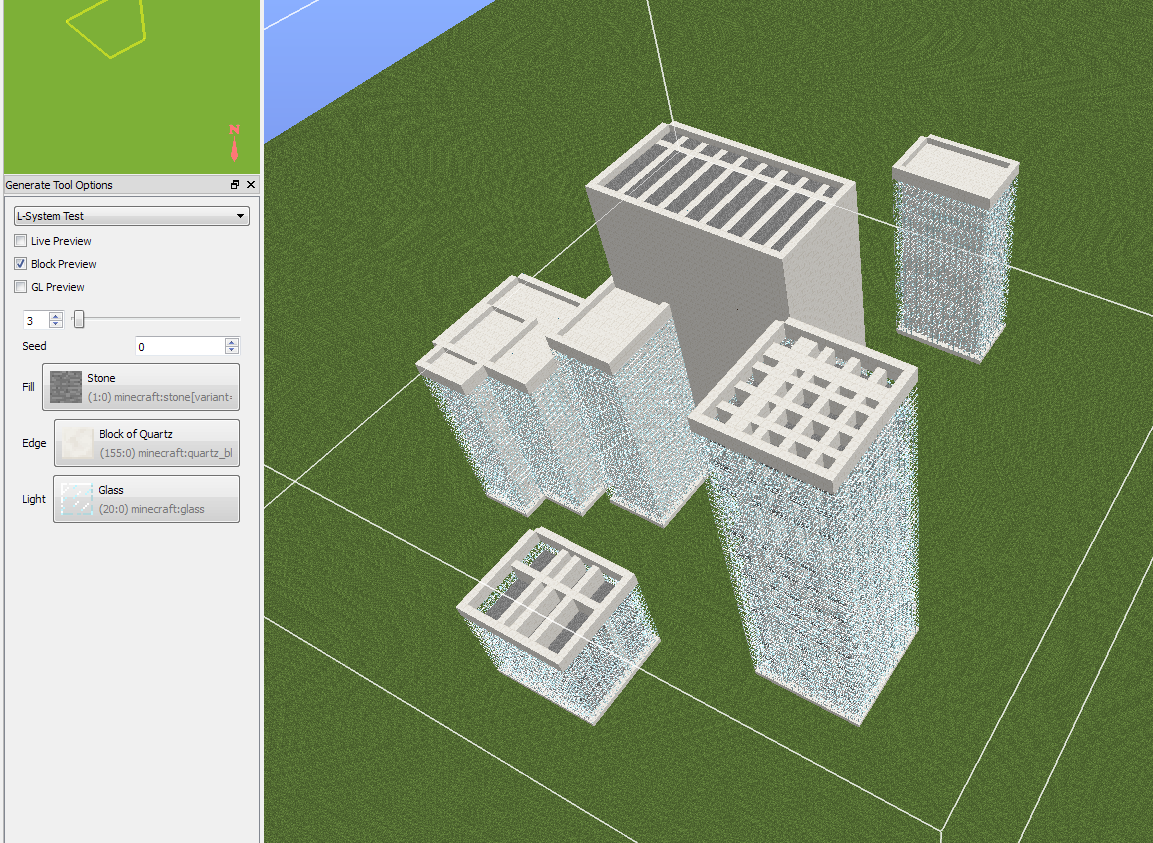 N
Generate Tool Options
L-System Test
Live Preview
Block Preview
GL Preview
3
Seed
0
Fill
Stone
(1:0) minecraft:stone[variant=
Edge
Block of Quartz
(155:0) minecraft:quartz_bl
Light
Glass
(20:0) minecraft:glass